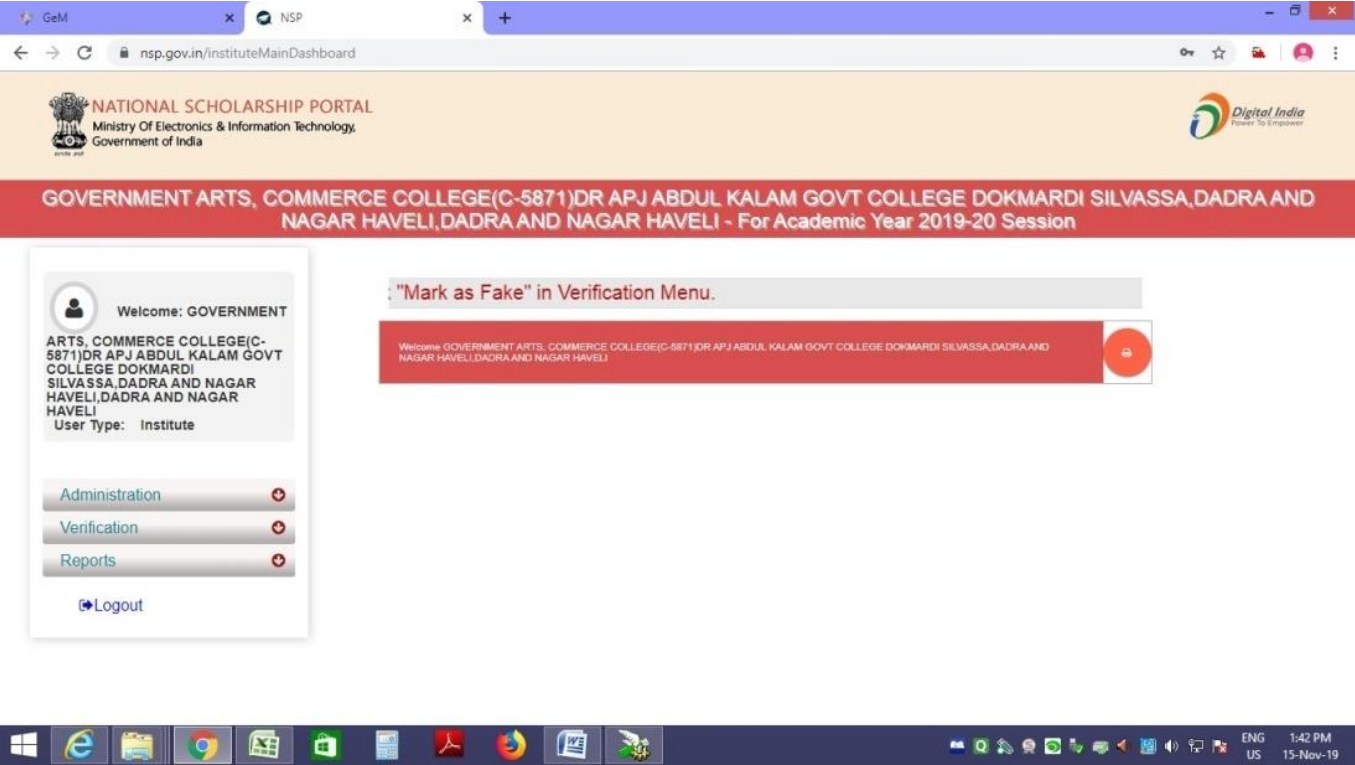 GeM
NSP
nsp.gov.in/instituteMainDashboard
NATIONAL SCHOLARSHIP PORTAL
Ministry Of Electronics & Information Technology,
Government of India
Digital India
Power To Empower
GOVERNMENT ARTS, COMMERCE COLLEGE(C-5871)DR APJ ABDUL KALAM GOVT COLLEGE DOKMARDI SILVASSA,DADRA AND
NAGAR HAVELI,DADRA AND NAGAR HAVELI - For Academic Year 2019-20 Session
Welcome: GOVERNMENT
ARTS, COMMERCE COLLEGE(C-
5871)DR APJ ABDUL KALAM GOVT
COLLEGE DOKMARDI
SILVASSA,DADRA AND NAGAR
HAVELI,DADRA AND NAGAR
HAVELI
User Type: Institute
Administration
Verification
Reports
Logout
: "Mark as Fake" in Verification Menu.
Welcome GOVERNMENT ARTS, COMMERCE COLLEGE(C-5871)DR APJ ABDUL KALAM GOVT COLLEGE DOKMARDI SILVASSA,DADRA AND
NAGAR HAVELI,DADRA AND NAGAR HAVELI
ENG
US
1:42 PM
15-Nov-19